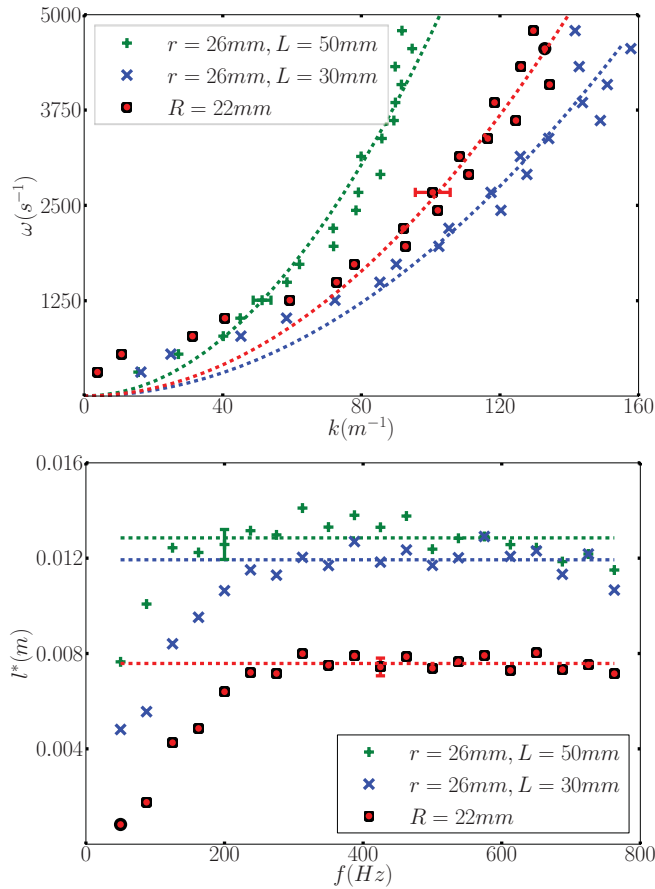 5000
r = 26mm, L = 50mm
r = 26mm, L = 30mm
R = 22mm
3750
2500
ω(s⁻¹)
1250
0 40 80 120 160
k(m⁻¹)
0.016
0.012
l*(m)
0.008
0.004
r = 26mm, L = 50mm
r = 26mm, L = 30mm
R = 22mm
0 200 400 600 800
f(Hz)